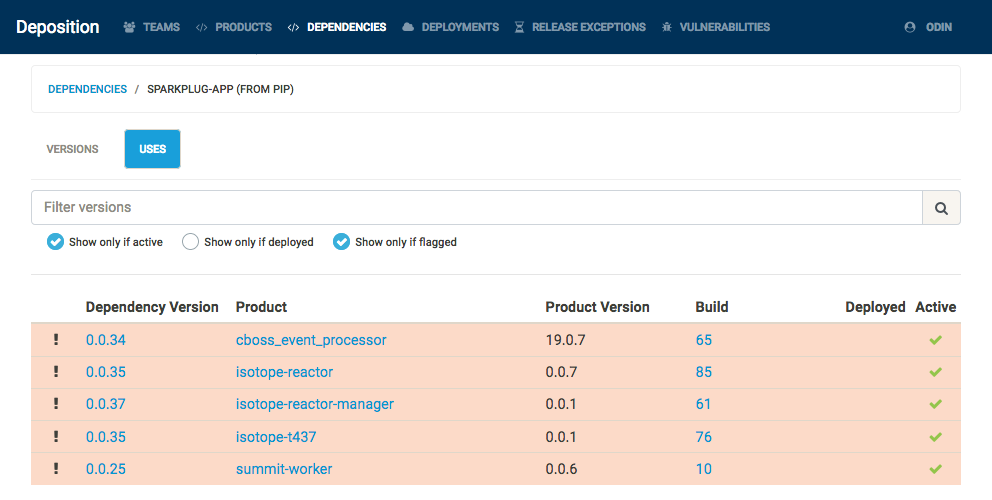 Deposition TEAMS PRODUCTS DEPENDENCIES DEPLOYMENTS RELEASE EXCEPTIONS VULNERABILITIES ODIN
DEPENDENCIES / SPARKPLUG-APP (FROM PIP)
VERSIONS USES
Filter versions
Show only if active Show only if deployed Show only if flagged
Dependency Version Product Product Version Build Deployed Active
! 0.0.34 cboss_event_processor 19.0.7 65
! 0.0.35 isotope-reactor 0.0.7 85
! 0.0.37 isotope-reactor-manager 0.0.1 61
! 0.0.35 isotope-t437 0.0.1 76
! 0.0.25 summit-worker 0.0.6 10